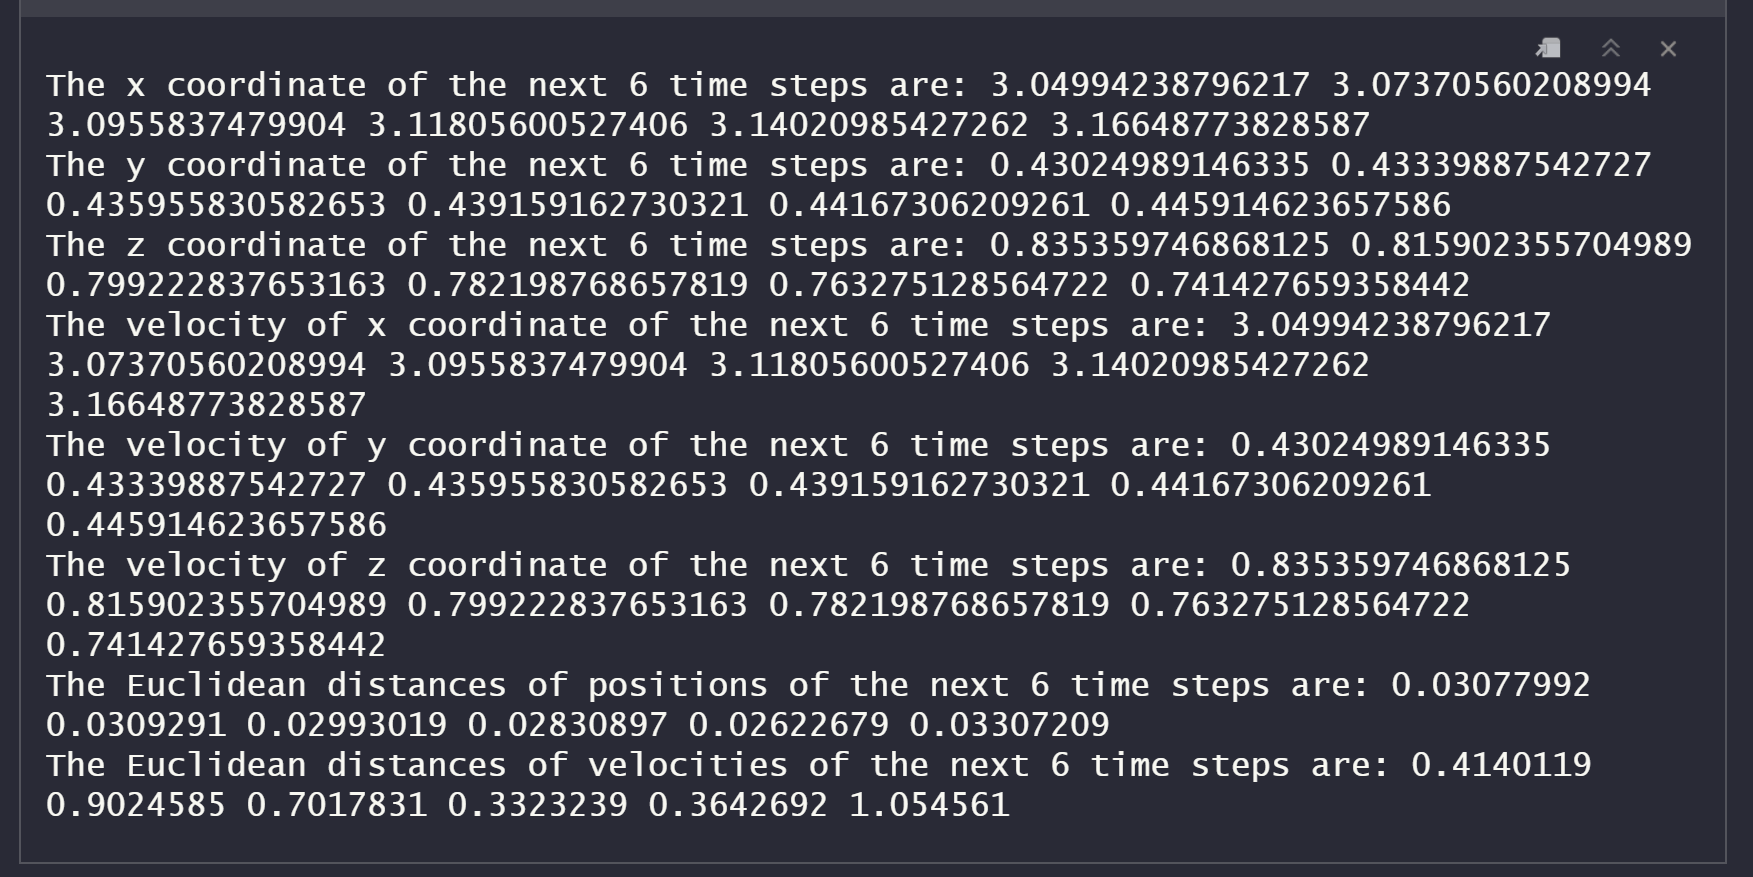 The x coordinate of the next 6 time steps are: 3.04994238796217 3.07370560208994
3.0955837479904 3.11805600527406 3.14020985427262 3.16648773828587
The y coordinate of the next 6 time steps are: 0.43024989146335 0.43339887542727
0.435955830582653 0.439159162730321 0.44167306209261 0.445914623657586
The z coordinate of the next 6 time steps are: 0.835359746868125 0.815902355704989
0.799222837653163 0.782198768657819 0.763275128564722 0.741427659358442
The velocity of x coordinate of the next 6 time steps are: 3.04994238796217
3.07370560208994 3.0955837479904 3.11805600527406 3.14020985427262
3.16648773828587
The velocity of y coordinate of the next 6 time steps are: 0.43024989146335
0.43339887542727 0.435955830582653 0.439159162730321 0.44167306209261
0.445914623657586
The velocity of z coordinate of the next 6 time steps are: 0.835359746868125
0.815902355704989 0.799222837653163 0.782198768657819 0.763275128564722
0.741427659358442
The Euclidean distances of positions of the next 6 time steps are: 0.03077992
0.0309291 0.02993019 0.02830897 0.02622679 0.03307209
The Euclidean distances of velocities of the next 6 time steps are: 0.4140119
0.9024585 0.7017831 0.3323239 0.3642692 1.054561